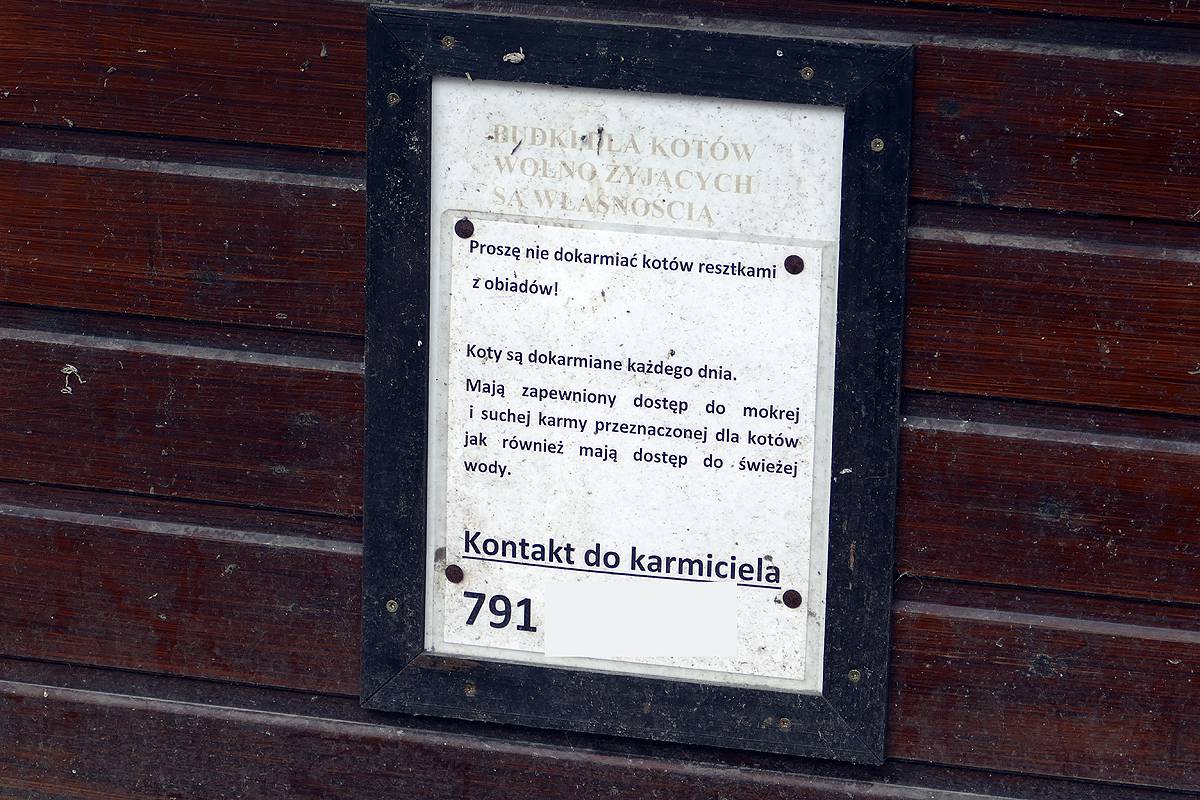 BUDKI DLA KOTÓW
WOLNO ŻYJĄCYCH
SĄ WŁASNOŚCIĄ
Proszę nie dokarmiać kotów resztkami
z obiadów!
Koty są dokarmiane każdego dnia.
Mają zapewniony dostęp do mokrej
i suchej karmy przeznaczonej dla kotów
jak również mają dostęp do świeżej
wody.
Kontakt do karmiciela
791